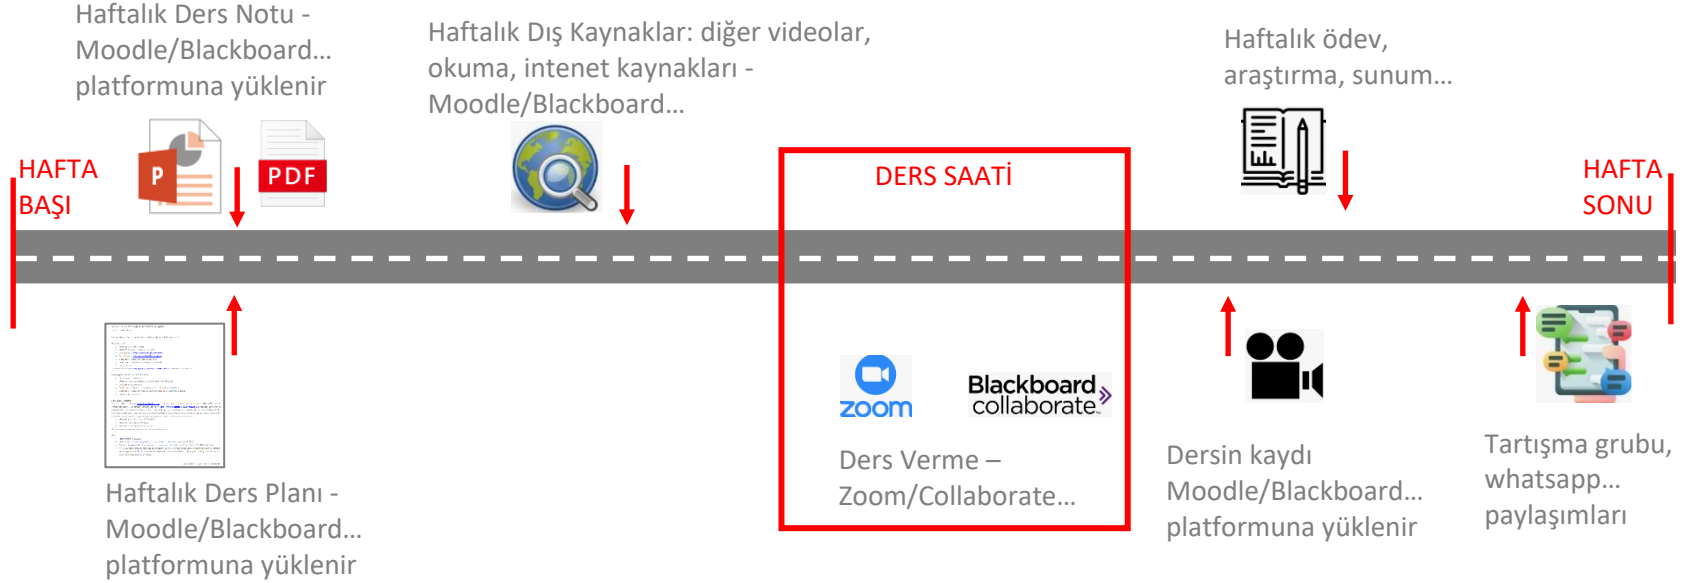 Haftalık Ders Notu -
Moodle/Blackboard…
platformuna yüklenir
Haftalık Dış Kaynaklar: diğer videolar,
okuma, intenet kaynakları -
Moodle/Blackboard…
Haftalık ödev,
araştırma, sunum…
P
PDF
HAFTA
BAŞI
DERS SAATİ
HAFTA
SONU
zoom
Blackboard
collaborate
Ders Verme –
Zoom/Collaborate…
Haftalık Ders Planı -
Moodle/Blackboard…
platformuna yüklenir
Dersin kaydı
Moodle/Blackboard…
platformuna yüklenir
Tartışma grubu,
whatsapp…
paylaşımları